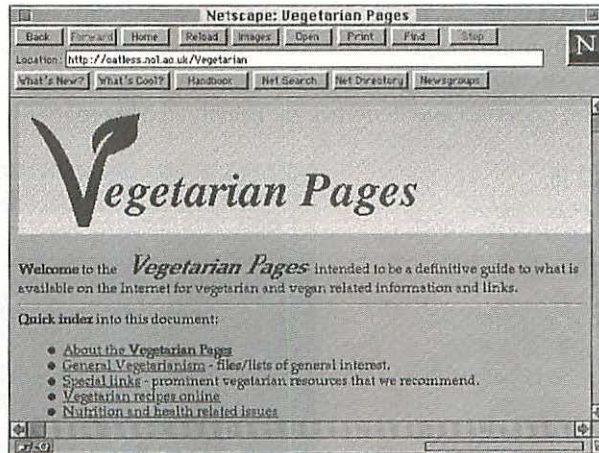 Netscape: Vegetarian Pages
Back Forward Home Reload Images Open Print Find Stop
N
Location: http://catless.ncl.ac.uk/Vegetarian
What's New? What's Cool? Handbook Net Search Net Directory Newsgroups
Vegetarian Pages
Welcome to the Vegetarian Pages intended to be a definitive guide to what is
available on the Internet for vegetarian and vegan related information and links.
Quick index into this document:
About the Vegetarian Pages
General Vegetarianism - files/lists of general interest.
Special links - prominent vegetarian resources that we recommend.
Vegetarian recipes online
Nutrition and health related issues